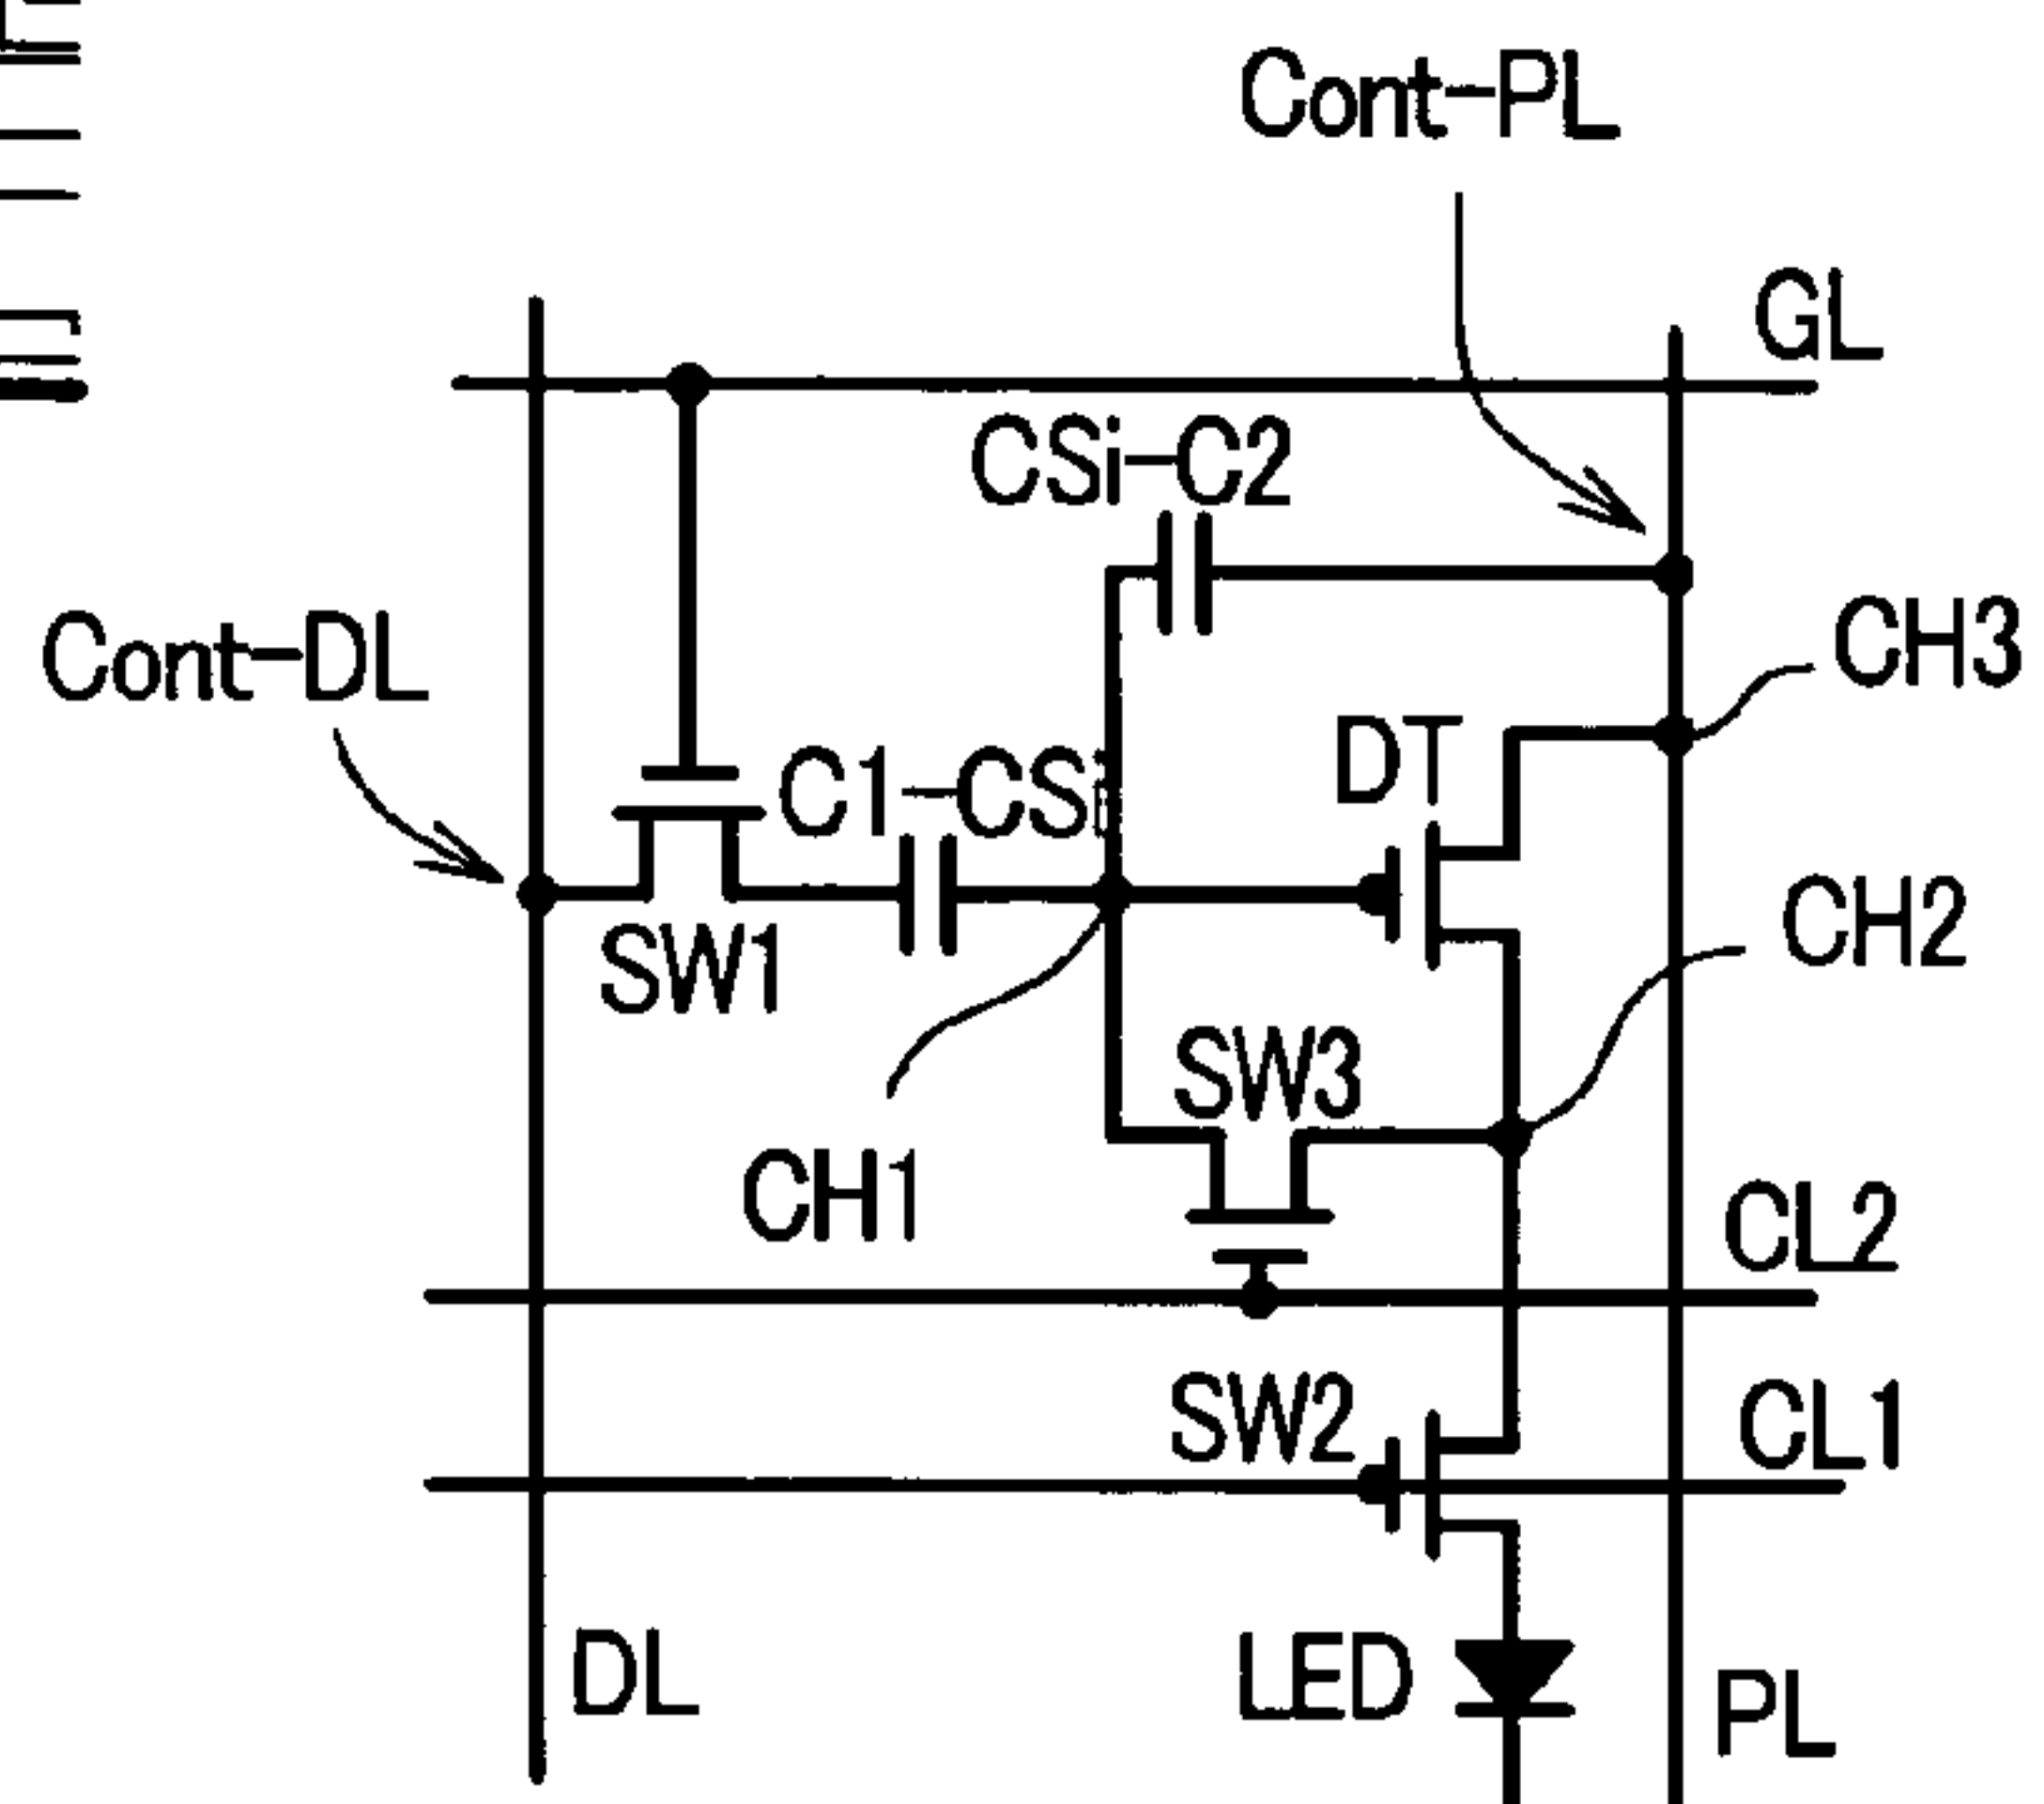 Cont-PL
GL
CSi-C2
Cont-DL
CH3
DT
C1-CSi
CH2
SW1
SW3
CH1
CL2
SW2
CL1
DL
LED
PL